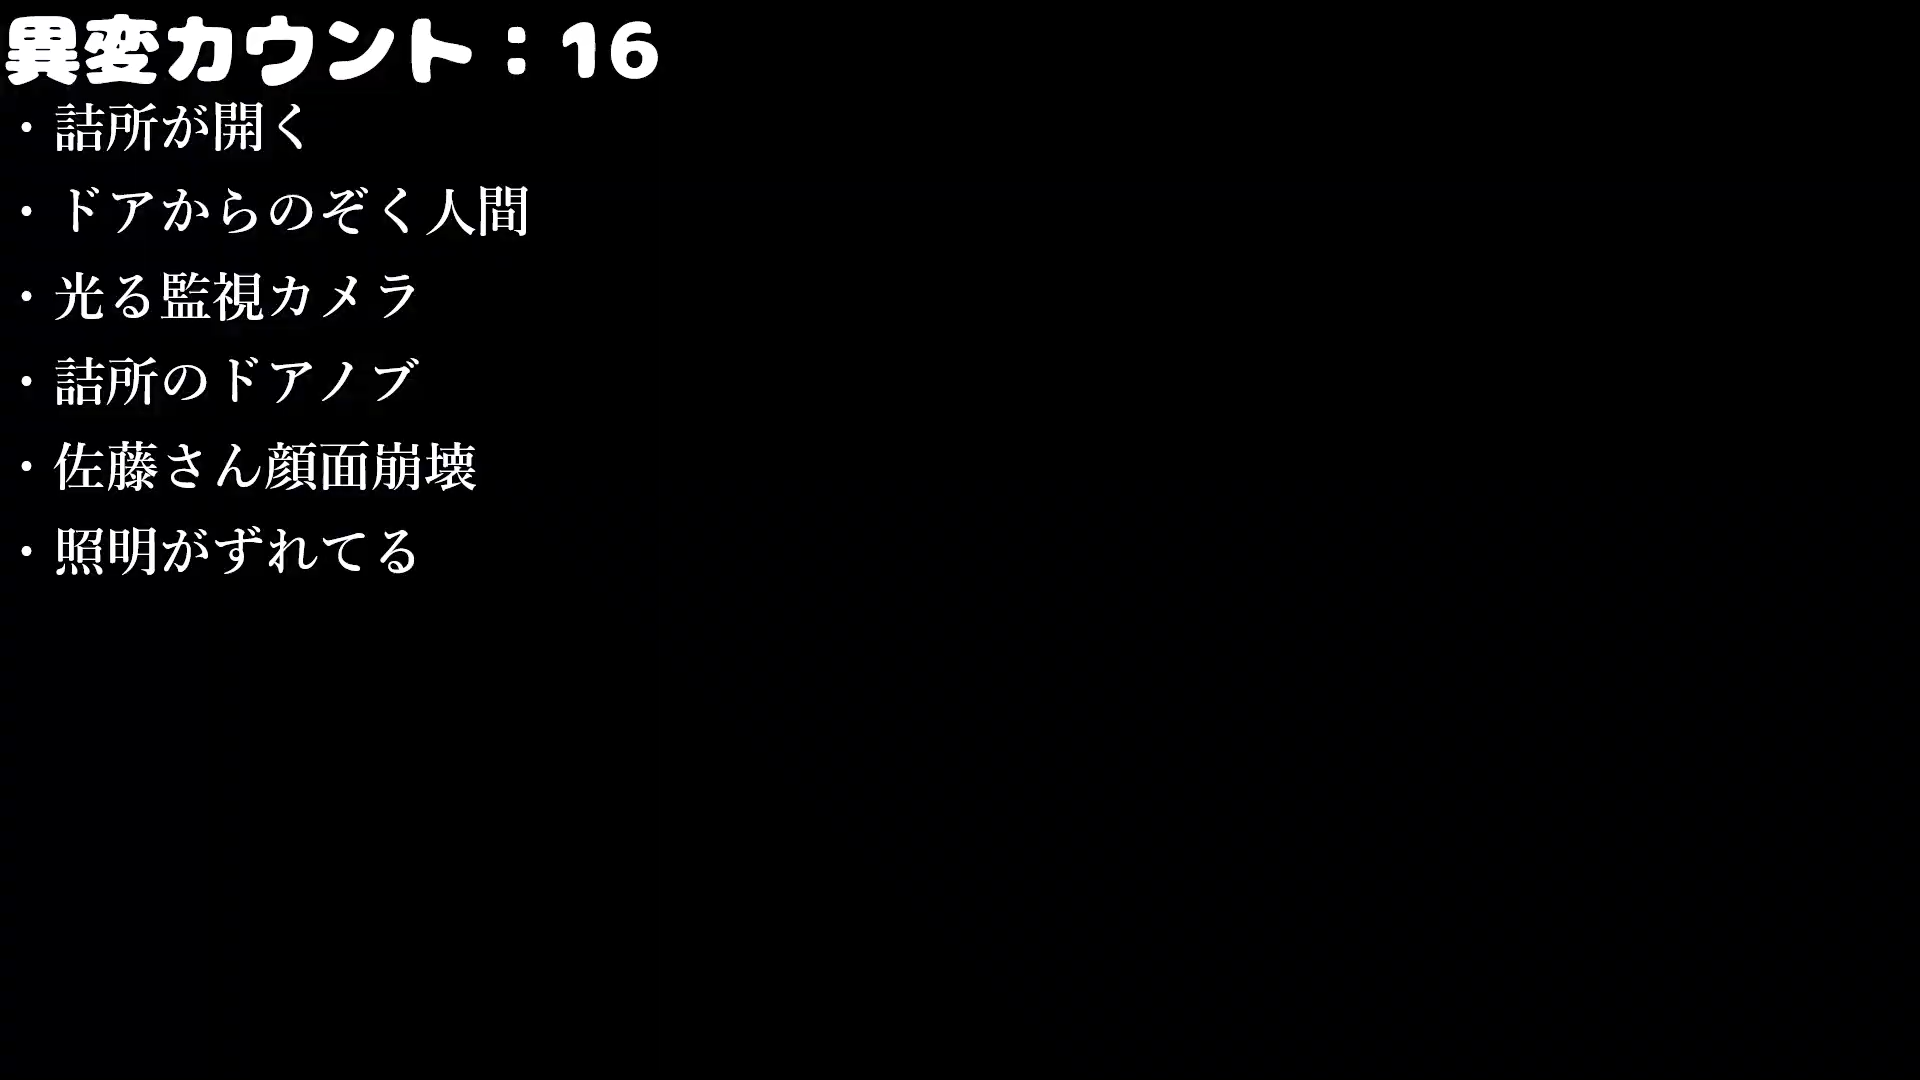 異変カウント：16
・詰所が開く
・ドアからのぞく人間
・光る監視カメラ
・詰所のドアノブ
・佐藤さん顔面崩壊
・照明がずれてる